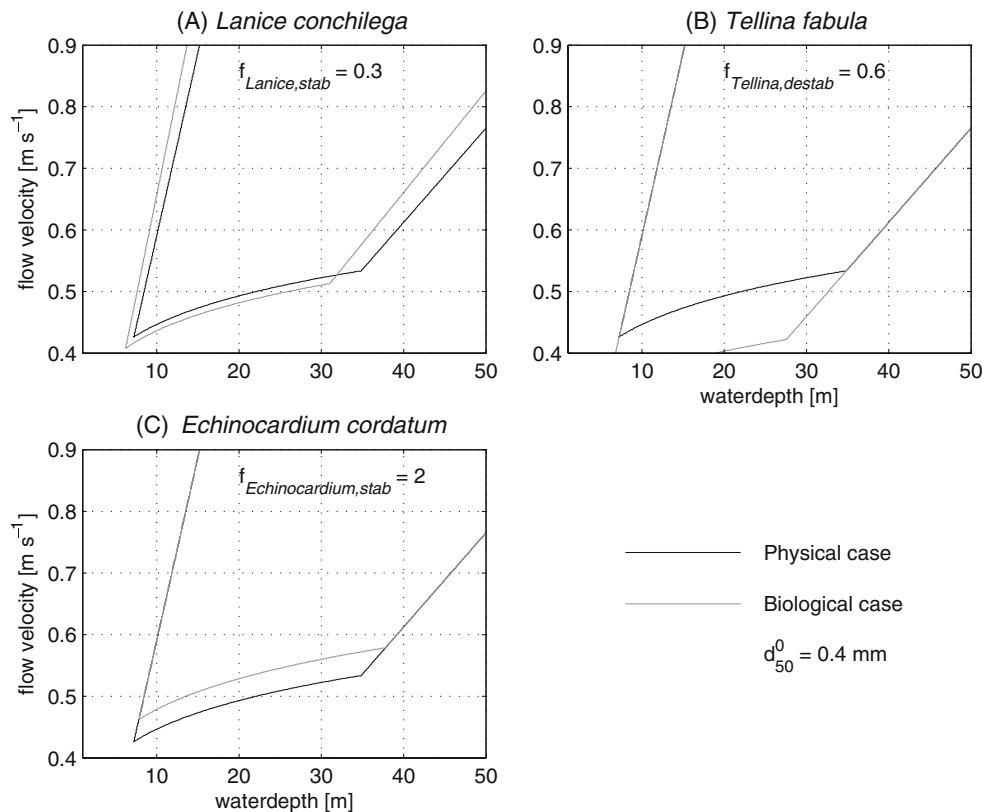 (A) Lanice conchilega
f_Lanice,stab = 0.3
flow velocity [m s⁻¹]
0.9
0.8
0.7
0.6
0.5
0.4
10 20 30 40 50
(B) Tellina fabula
f_Tellina,destab = 0.6
0.9
0.8
0.7
0.6
0.5
0.4
10 20 30 40 50
waterdepth [m]
(C) Echinocardium cordatum
f_Echinocardium,stab = 2
flow velocity [m s⁻¹]
0.9
0.8
0.7
0.6
0.5
0.4
10 20 30 40 50
waterdepth [m]
Physical case
Biological case
d⁰₅₀ = 0.4 mm